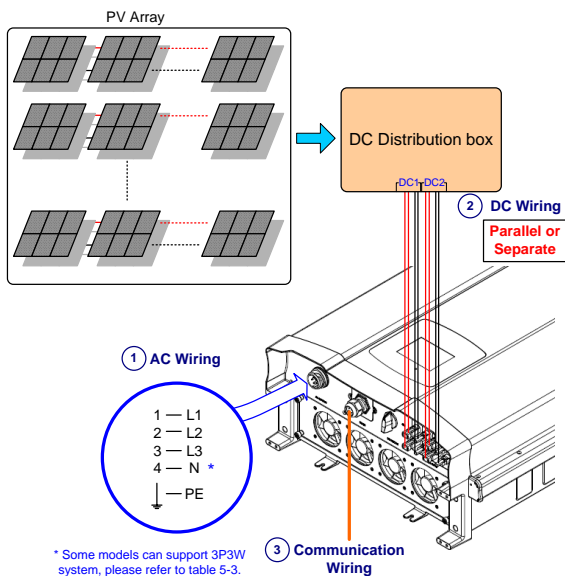 PV Array
DC Distribution box
DC1 DC2
2 DC Wiring
Parallel or
Separate
1 AC Wiring
1 — L1
2 — L2
3 — L3
4 — N *
— PE
* Some models can support 3P3W
system, please refer to table 5-3.
3 Communication
Wiring